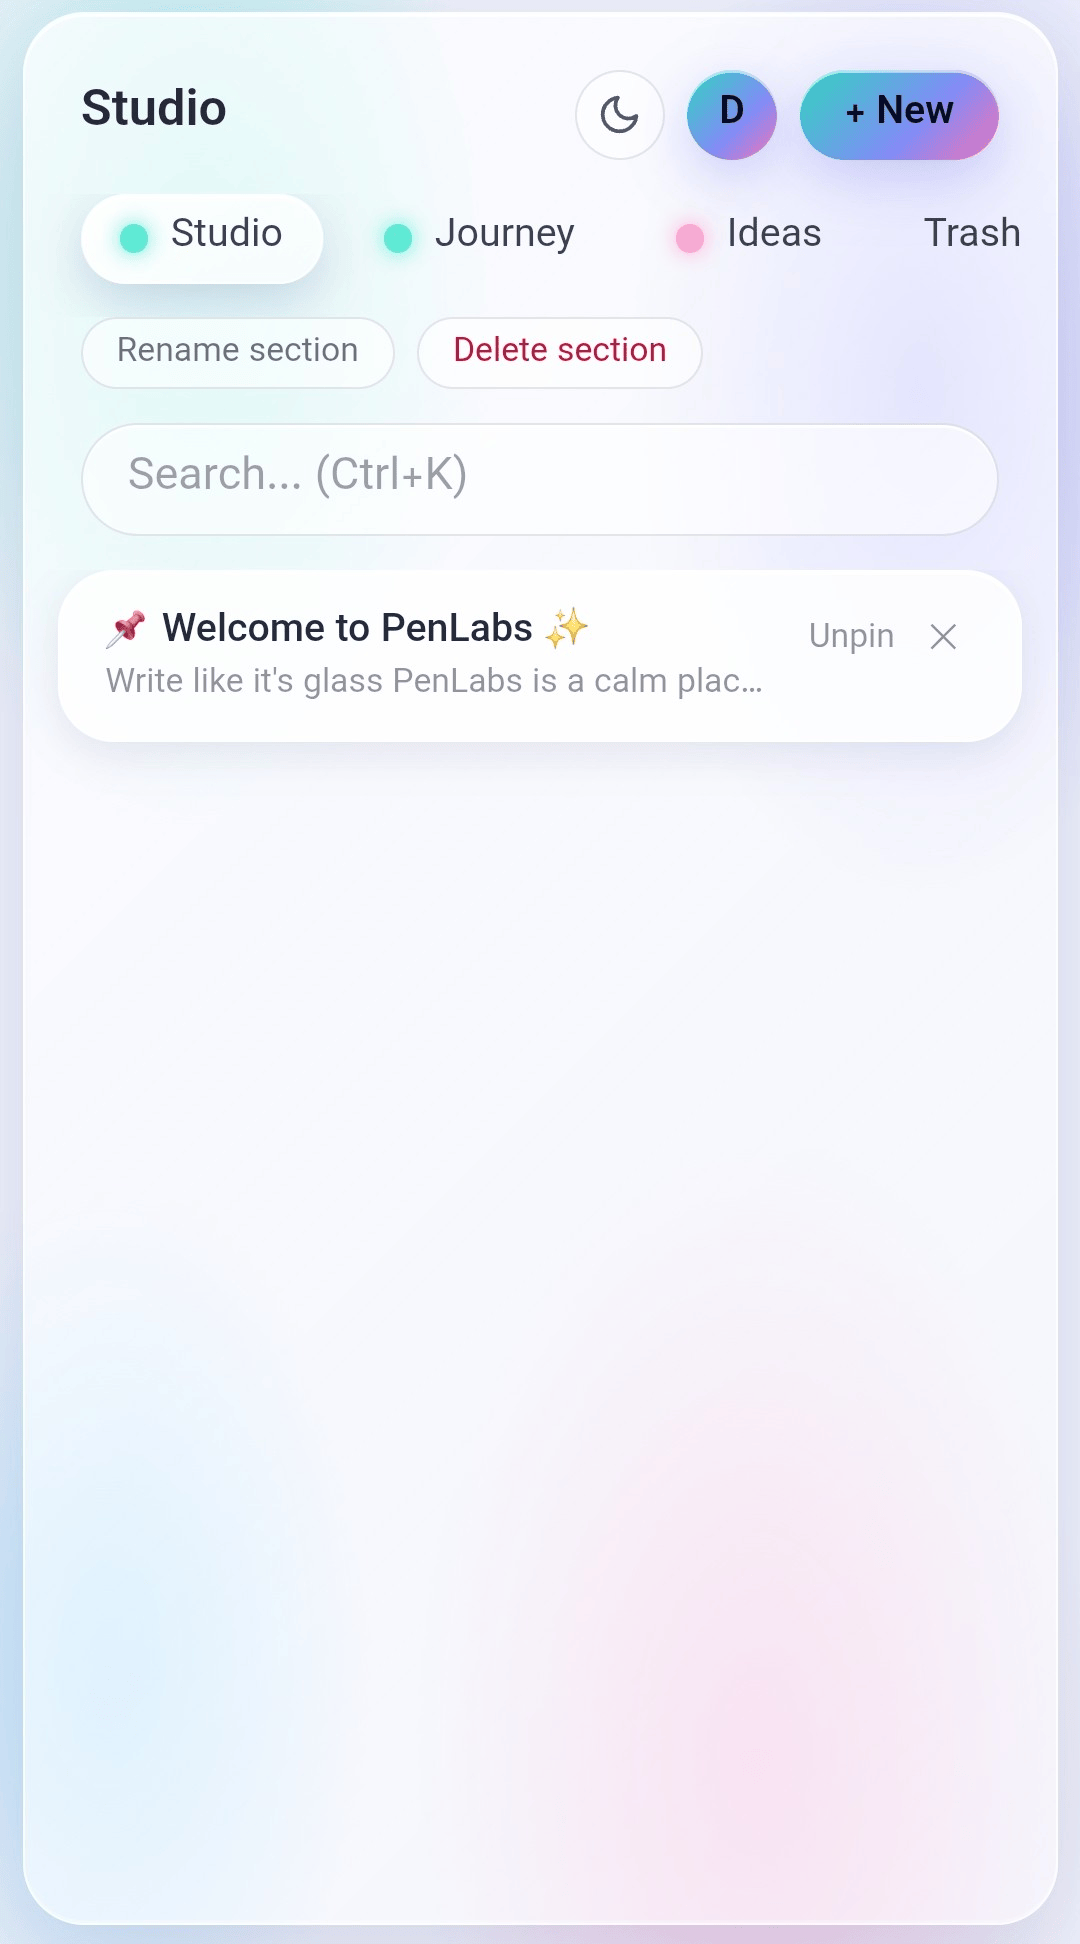 Studio
D
+ New
Studio
Journey
Ideas
Trash
Rename section
Delete section
Search... (Ctrl+K)
📌 Welcome to PenLabs ✨
Unpin
Write like it's glass PenLabs is a calm plac...